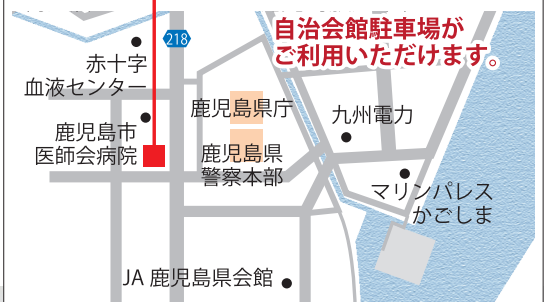 自治会館駐車場が
ご利用いただけます。
218
赤十字
血液センター
鹿児島県庁
九州電力
鹿児島市
医師会病院
鹿児島県
警察本部
マリンパレス
かごしま
JA 鹿児島県会館